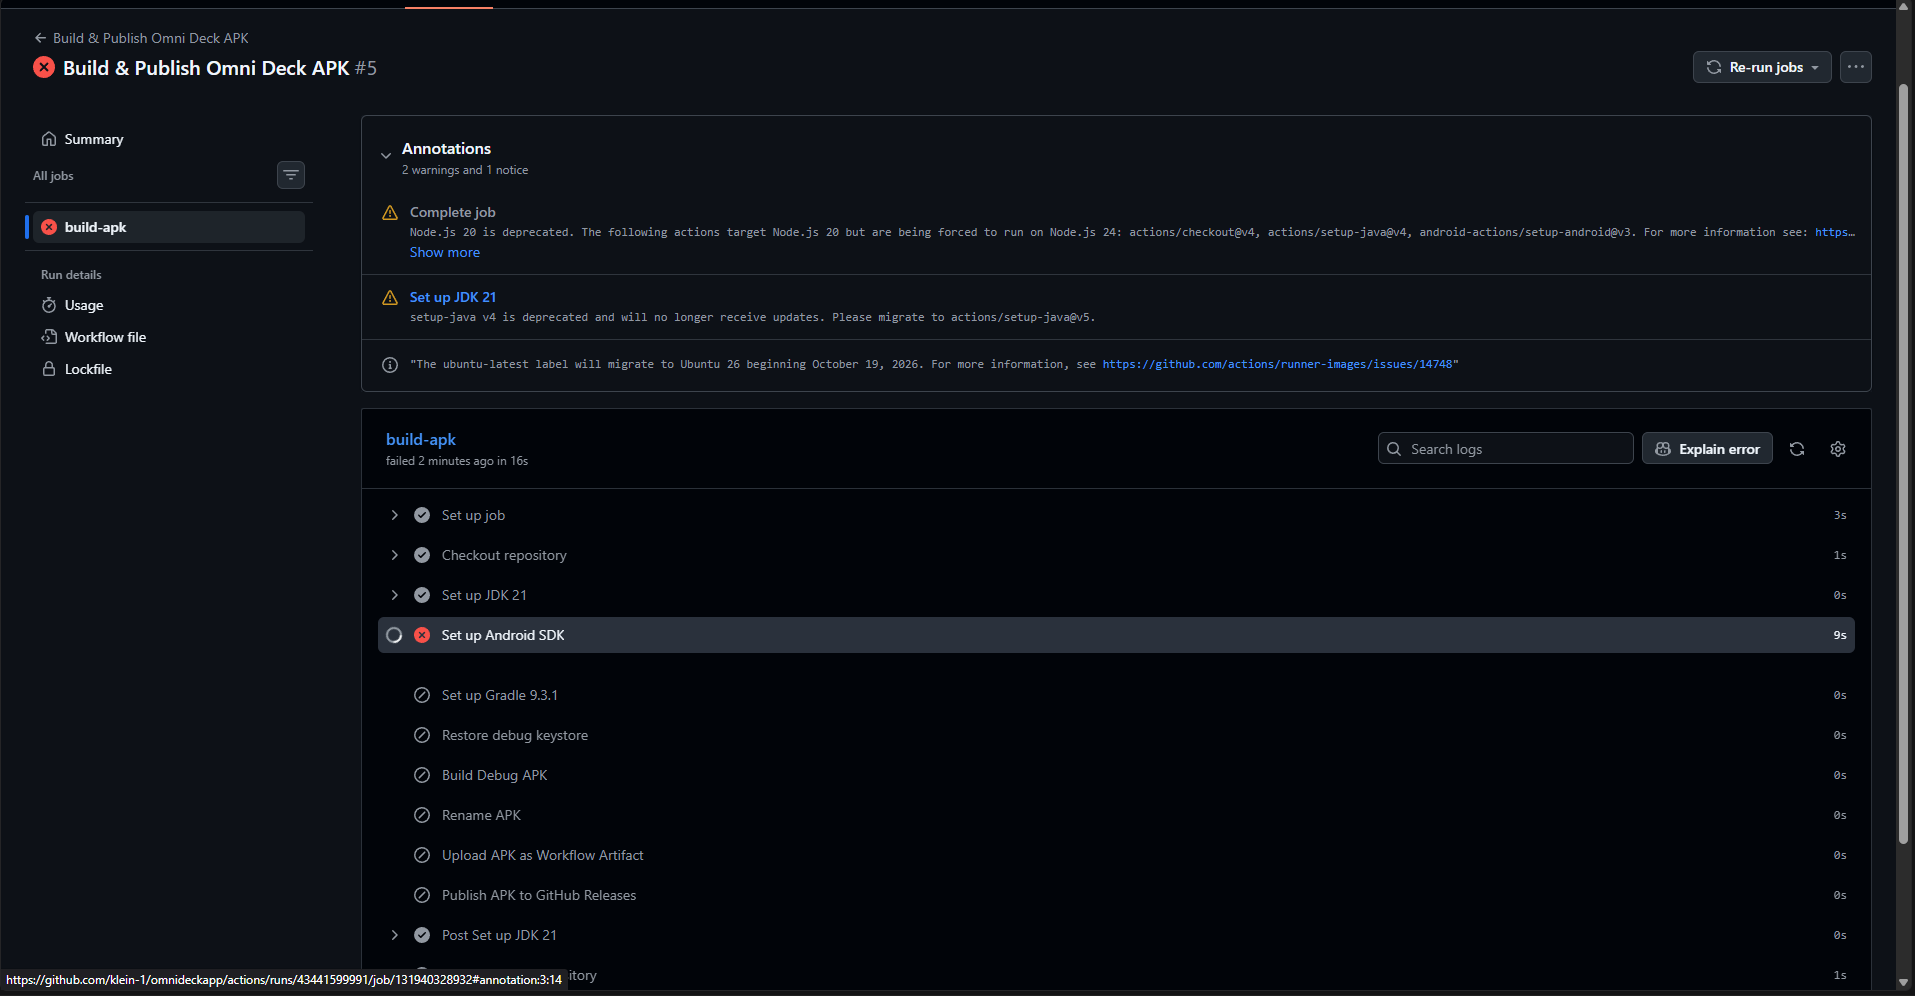 Build & Publish Omni Deck APK
Build & Publish Omni Deck APK #5
Re-run jobs
Summary
All jobs
build-apk
Run details
Usage
Workflow file
Lockfile
Annotations
2 warnings and 1 notice
Complete job
Node.js 20 is deprecated. The following actions target Node.js 20 but are being forced to run on Node.js 24: actions/checkout@v4, actions/setup-java@v4, android-actions/setup-android@v3. For more information see: https…
Show more
Set up JDK 21
setup-java v4 is deprecated and will no longer receive updates. Please migrate to actions/setup-java@v5.
"The ubuntu-latest label will migrate to Ubuntu 26 beginning October 19, 2026. For more information, see https://github.com/actions/runner-images/issues/14748"
build-apk
failed 2 minutes ago in 16s
Search logs
Explain error
Set up job 3s
Checkout repository 1s
Set up JDK 21 0s
Set up Android SDK 9s
Set up Gradle 9.3.1 0s
Restore debug keystore 0s
Build Debug APK 0s
Rename APK 0s
Upload APK as Workflow Artifact 0s
Publish APK to GitHub Releases 0s
Post Set up JDK 21 0s
itory 1s
https://github.com/klein-1/omnideckapp/actions/runs/43441599991/job/131940328932#annotation:3:14